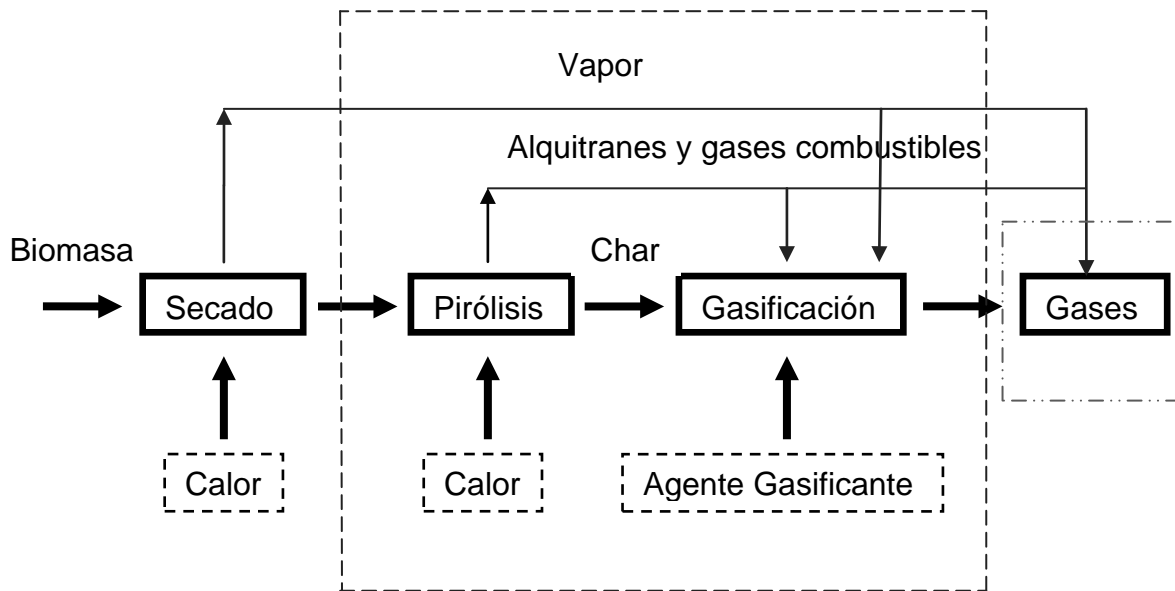 Vapor
Alquitranes y gases combustibles
Biomasa
Char
Secado
Pirólisis
Gasificación
Gases
Calor
Calor
Agente Gasificante